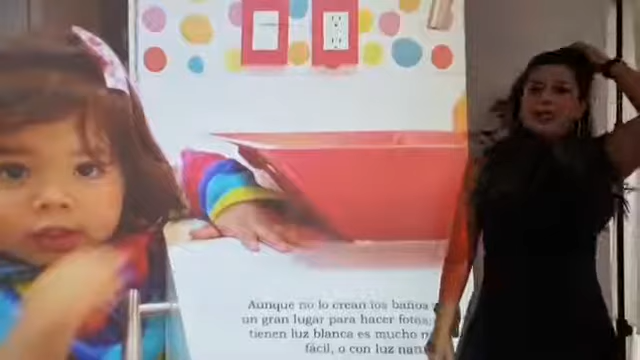 Aunque no lo crean los baños
un gran lugar para hacer fotos
tienen luz blanca es mucho
fácil, o con luz